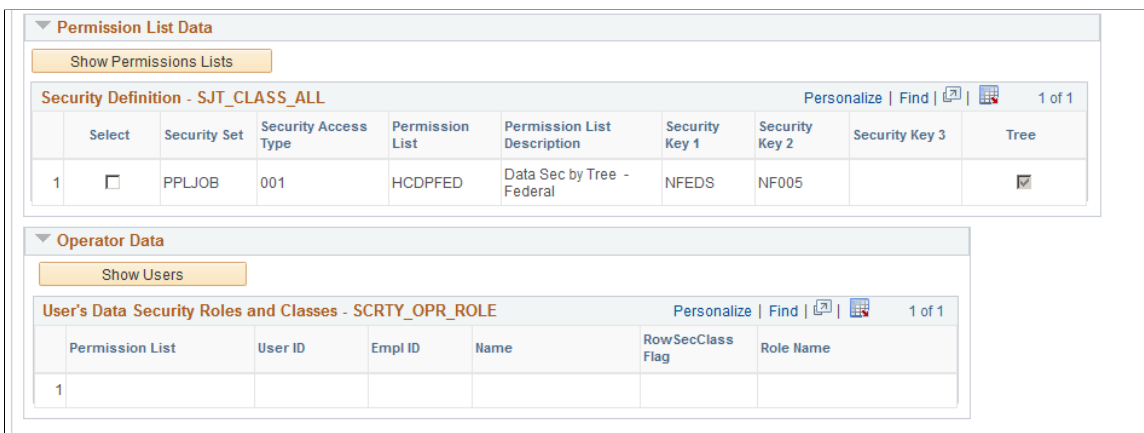 Permission List Data
Show Permissions Lists
Security Definition - SJT_CLASS_ALL Personalize | Find | | 1 of 1
Select Security Set Security Access Type Permission List Permission List Description Security Key 1 Security Key 2 Security Key 3 Tree
1 PPLJOB 001 HCDPFED Data Sec by Tree - Federal NFEDS NF005
Operator Data
Show Users
User's Data Security Roles and Classes - SCRTY_OPR_ROLE Personalize | Find | | 1 of 1
Permission List User ID Empl ID Name RowSecClass Flag Role Name
1